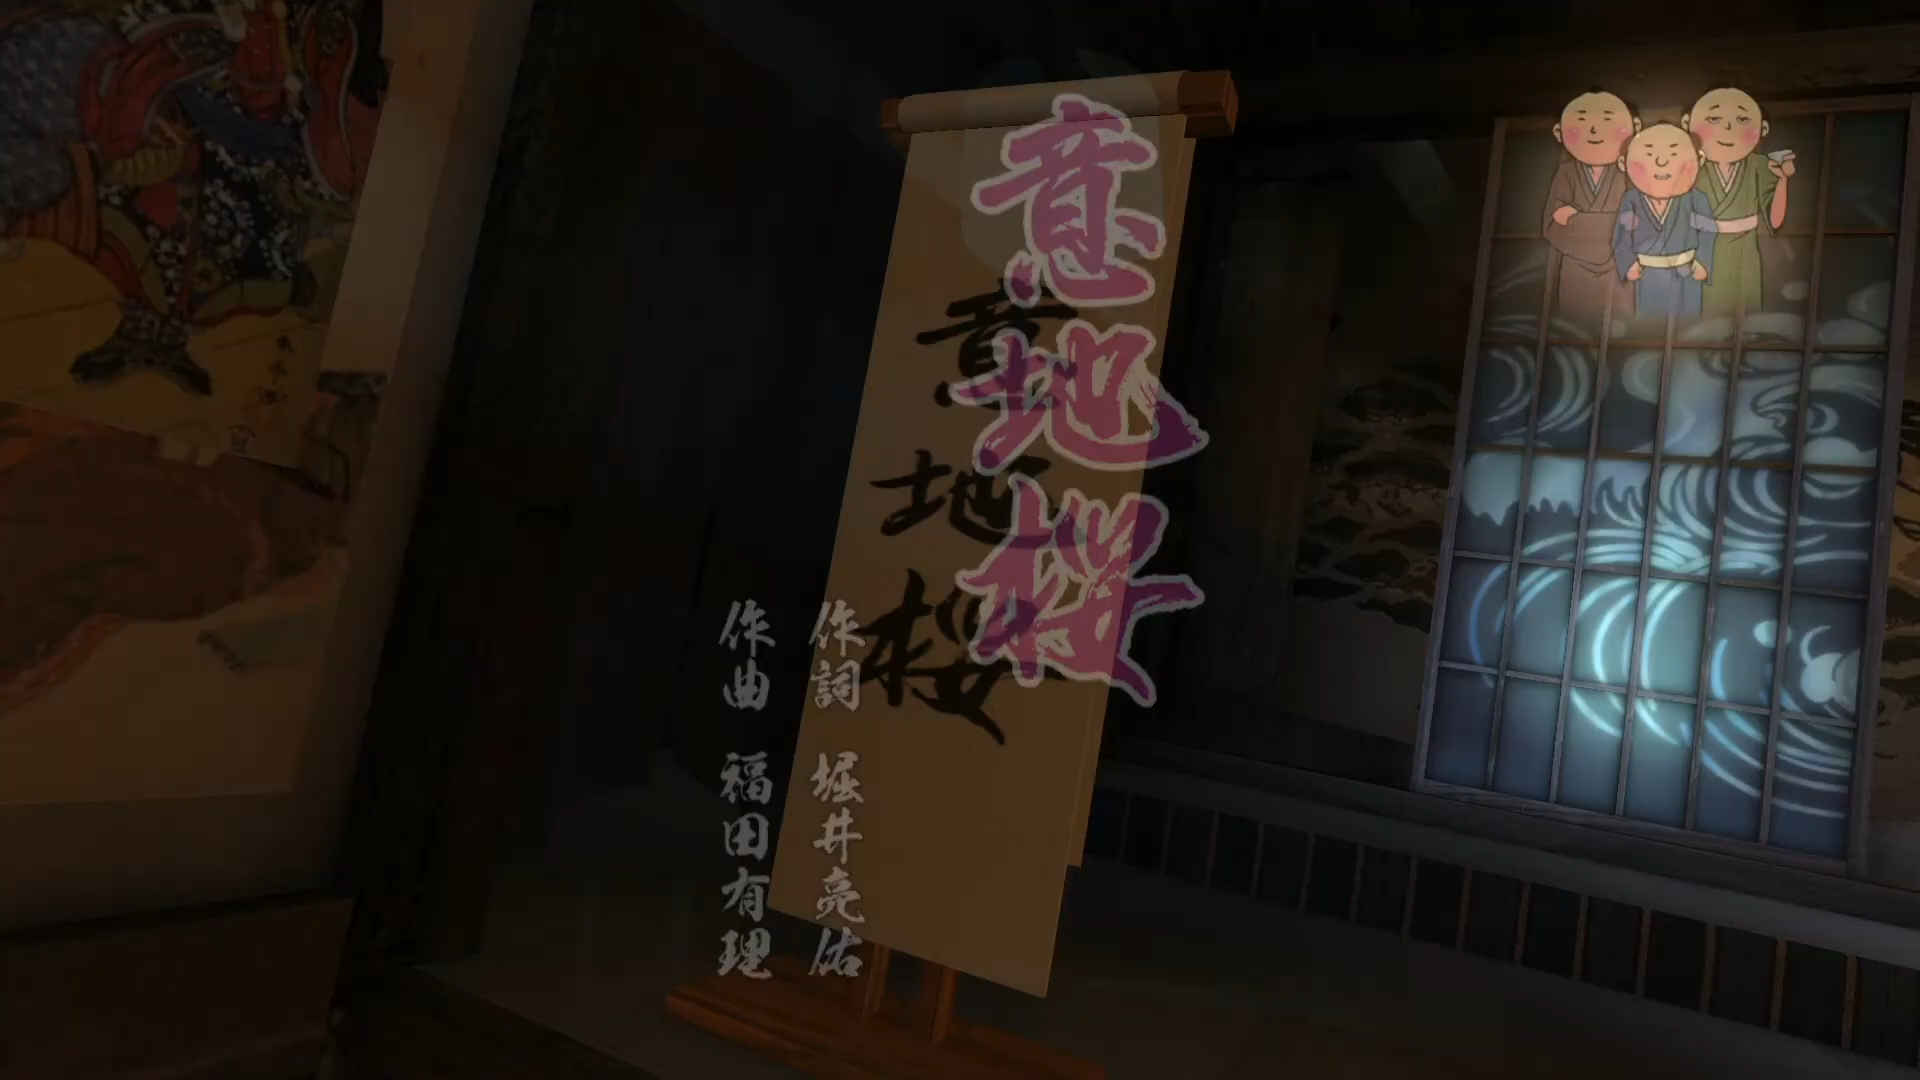 意地桜
意地桜
作詞 堀井亮佑
作曲 福田有理